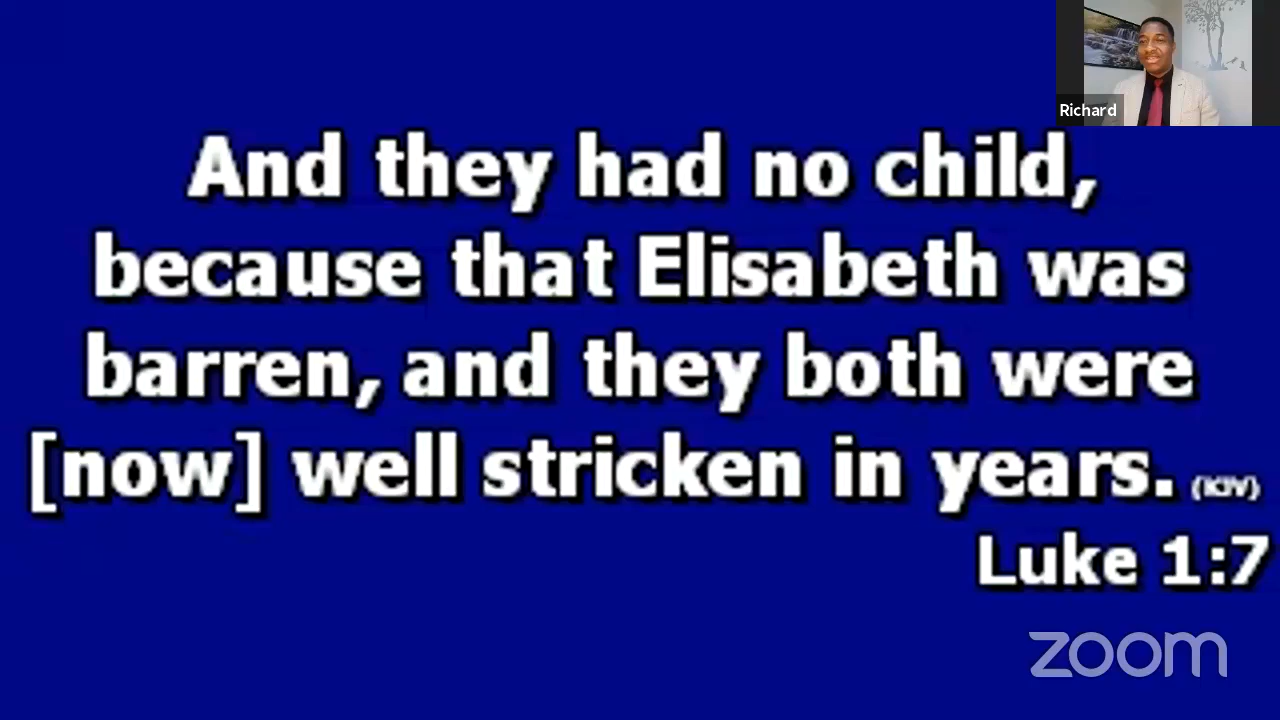 Richard
And they had no child,
because that Elisabeth was
barren, and they both were
[now] well stricken in years. (KJV)
Luke 1:7
zoom